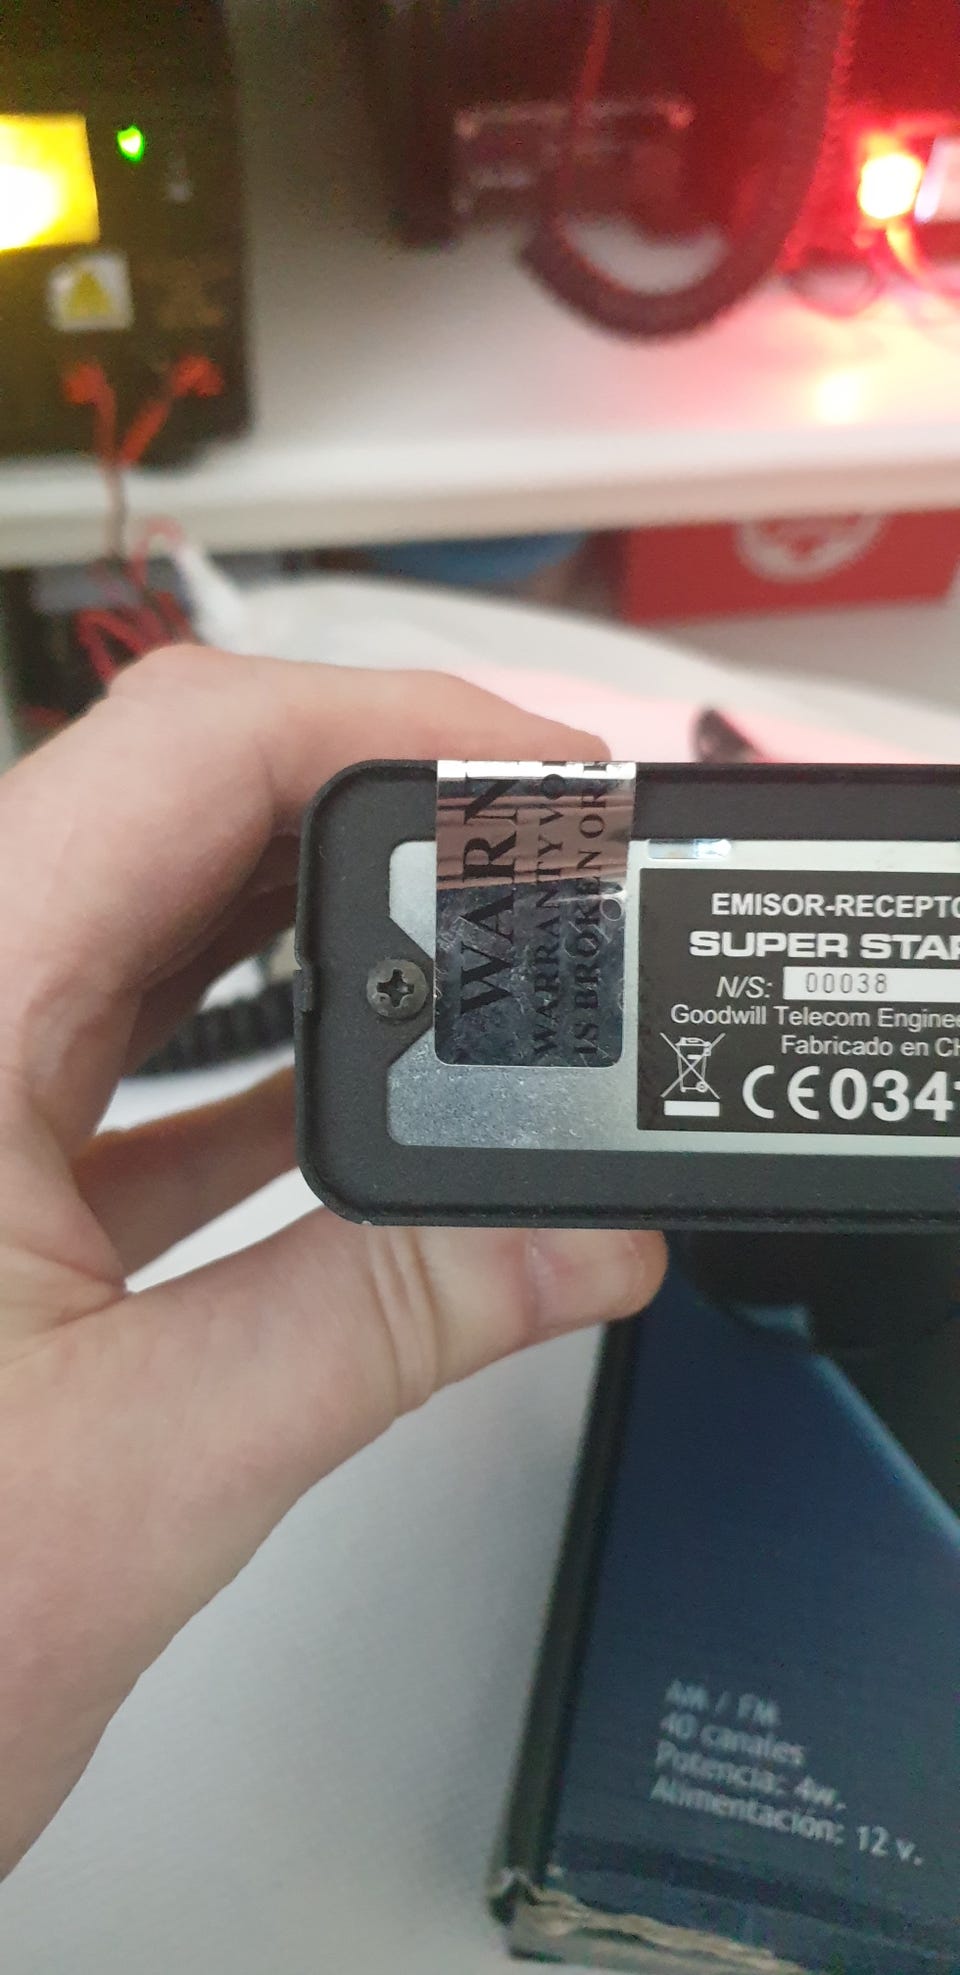 WARN
WARRANTY VO
IS BROKEN OR
EMISOR-RECEPTO
SUPER STAR
N/S: 00038
Goodwill Telecom Enginee
Fabricado en CH
CE0341
AM / FM
40 canales
Potencia: 4w.
Alimentación: 12 v.